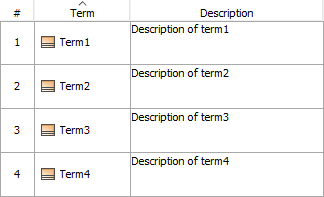 # Term Description
1 Term1 Description of term1
2 Term2 Description of term2
3 Term3 Description of term3
4 Term4 Description of term4